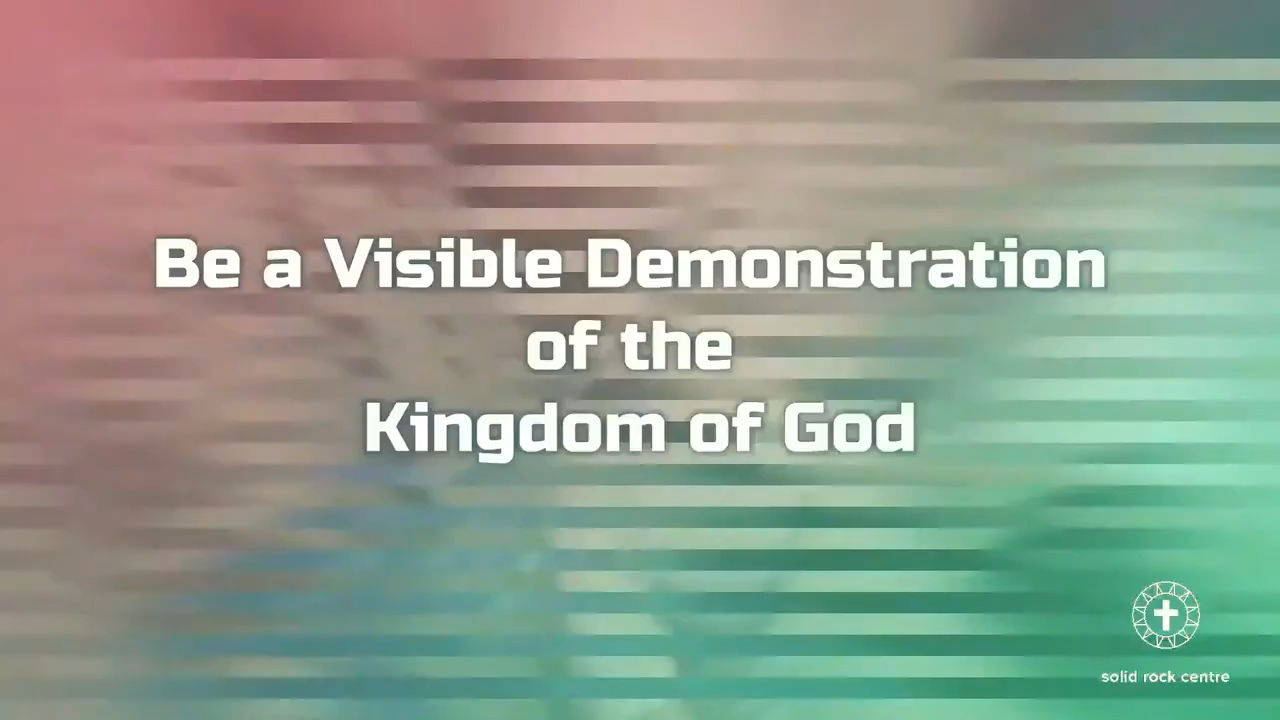 Be a Visible Demonstration
of the
Kingdom of God
solid rock centre